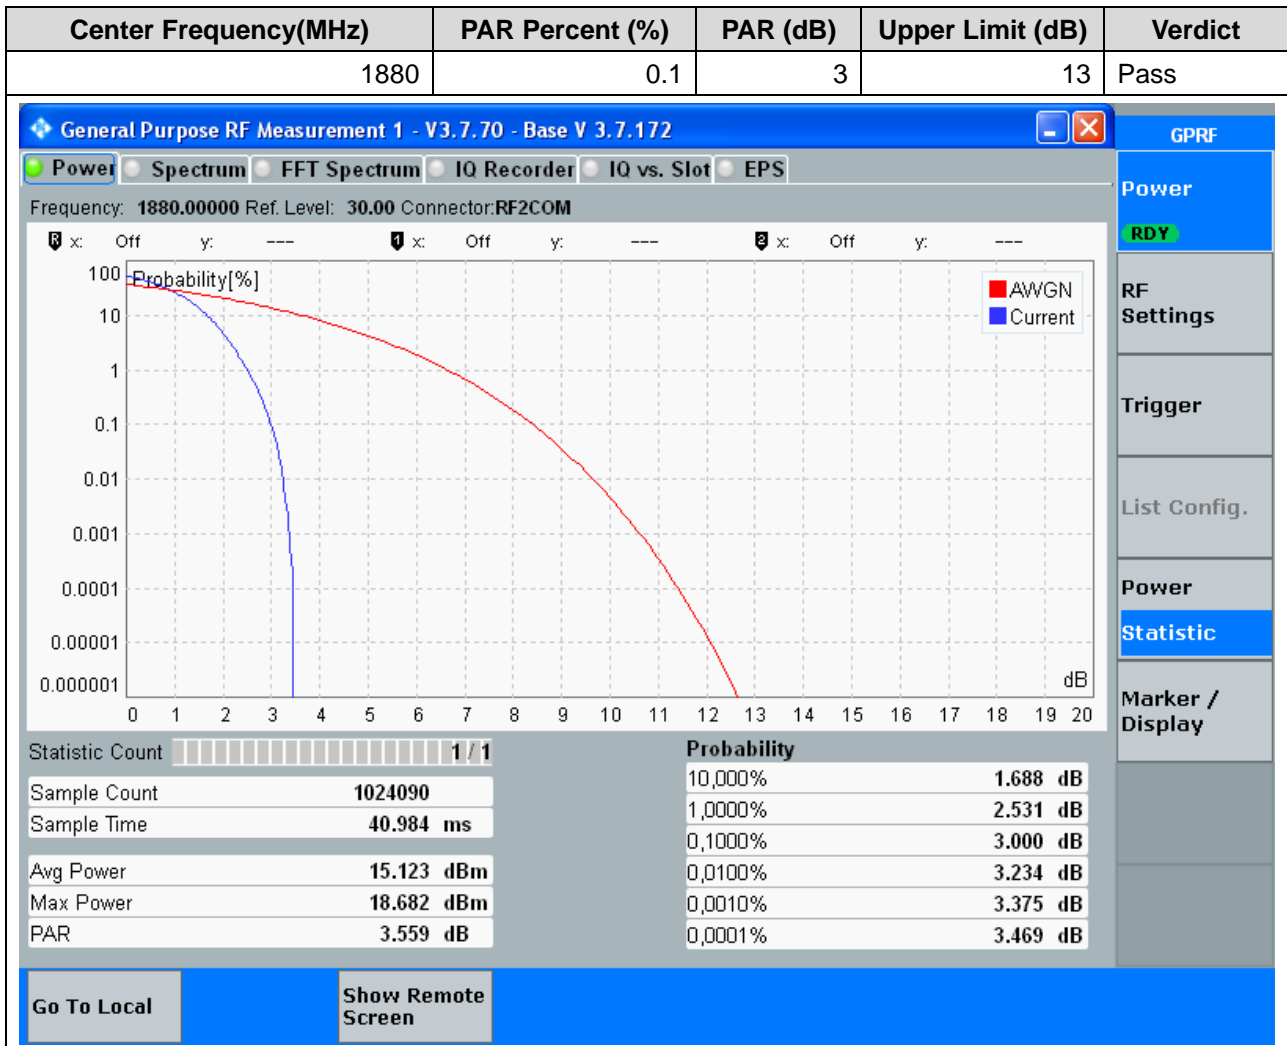 Center Frequency(MHz) PAR Percent (%) PAR (dB) Upper Limit (dB) Verdict
1880 0.1 3 13 Pass
General Purpose RF Measurement 1 - V3.7.70 - Base V 3.7.172
GPRF
Power Spectrum FFT Spectrum IQ Recorder IQ vs. Slot EPS
Power
RDY
Frequency: 1880.00000 Ref. Level: 30.00 Connector:RF2COM
R x: Off y: --- 1 x: Off y: --- 2 x: Off y: ---
Probability[%]
AWGN
Current
100
10
1
0.1
0.01
0.001
0.0001
0.00001
0.000001
dB
0 1 2 3 4 5 6 7 8 9 10 11 12 13 14 15 16 17 18 19 20
RF
Settings
Trigger
List Config.
Power
Statistic
Marker /
Display
Statistic Count 1 / 1
Sample Count 1024090
Sample Time 40.984 ms
Avg Power 15.123 dBm
Max Power 18.682 dBm
PAR 3.559 dB
Probability
10,000% 1.688 dB
1,0000% 2.531 dB
0,1000% 3.000 dB
0,0100% 3.234 dB
0,0010% 3.375 dB
0,0001% 3.469 dB
Go To Local
Show Remote
Screen